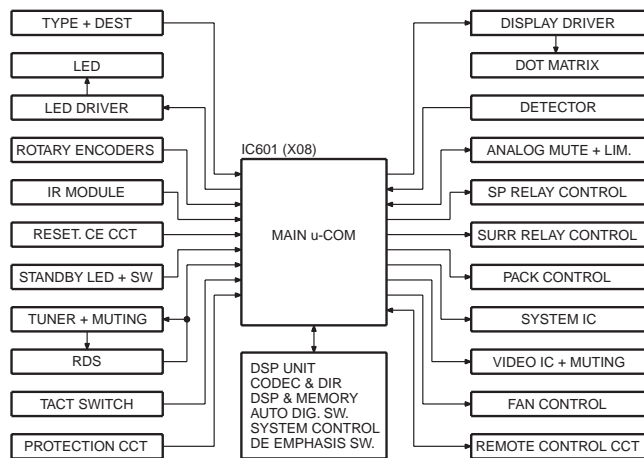 TYPE + DEST
LED
LED DRIVER
ROTARY ENCODERS
IR MODULE
RESET. CE CCT
STANDBY LED + SW
TUNER + MUTING
RDS
TACT SWITCH
PROTECTION CCT
IC601 (X08)
MAIN u-COM
DSP UNIT
CODEC & DIR
DSP & MEMORY
AUTO DIG. SW.
SYSTEM CONTROL
DE EMPHASIS SW.
DISPLAY DRIVER
DOT MATRIX
DETECTOR
ANALOG MUTE + LIM.
SP RELAY CONTROL
SURR RELAY CONTROL
PACK CONTROL
SYSTEM IC
VIDEO IC + MUTING
FAN CONTROL
REMOTE CONTROL CCT